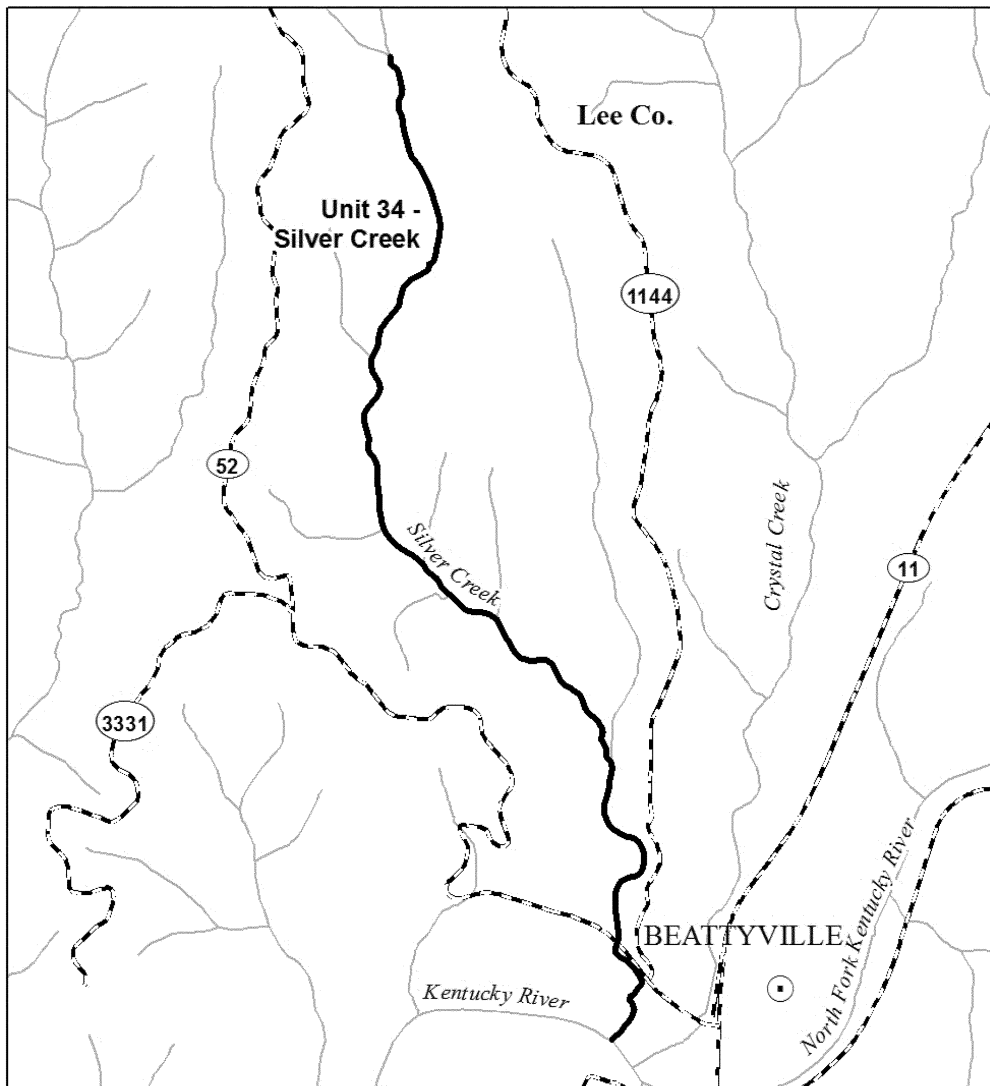 Lee Co.
Unit 34 -
Silver Creek
1144
52
Silver Creek
Crystal Creek
11
3331
BEATTYVILLE
North Fork Kentucky River
Kentucky River